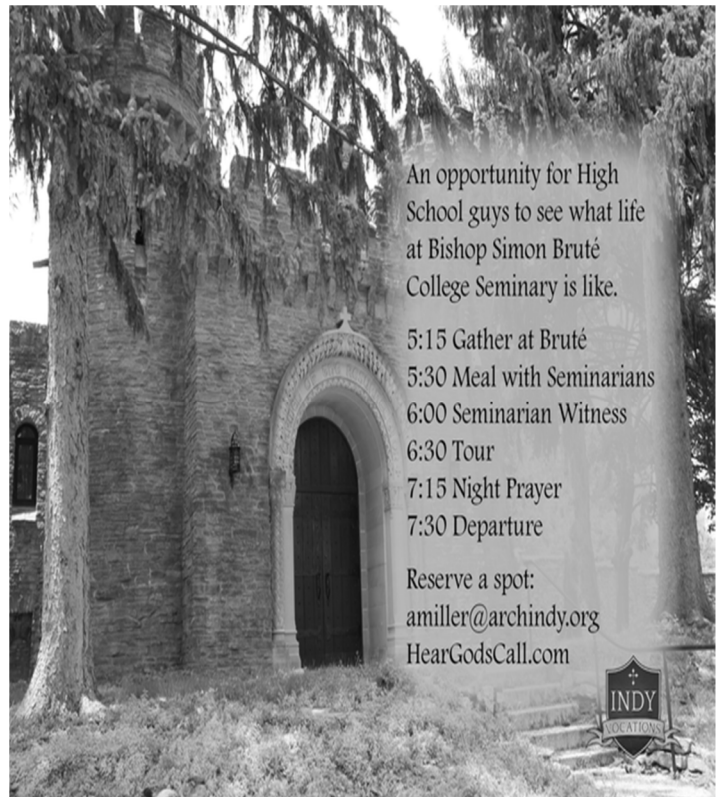 An opportunity for High
School guys to see what life
at Bishop Simon Bruté
College Seminary is like.
5:15 Gather at Bruté
5:30 Meal with Seminarians
6:00 Seminarian Witness
6:30 Tour
7:15 Night Prayer
7:30 Departure
Reserve a spot:
amiller@archindy.org
HearGodsCall.com
INDY
VOCATIONS